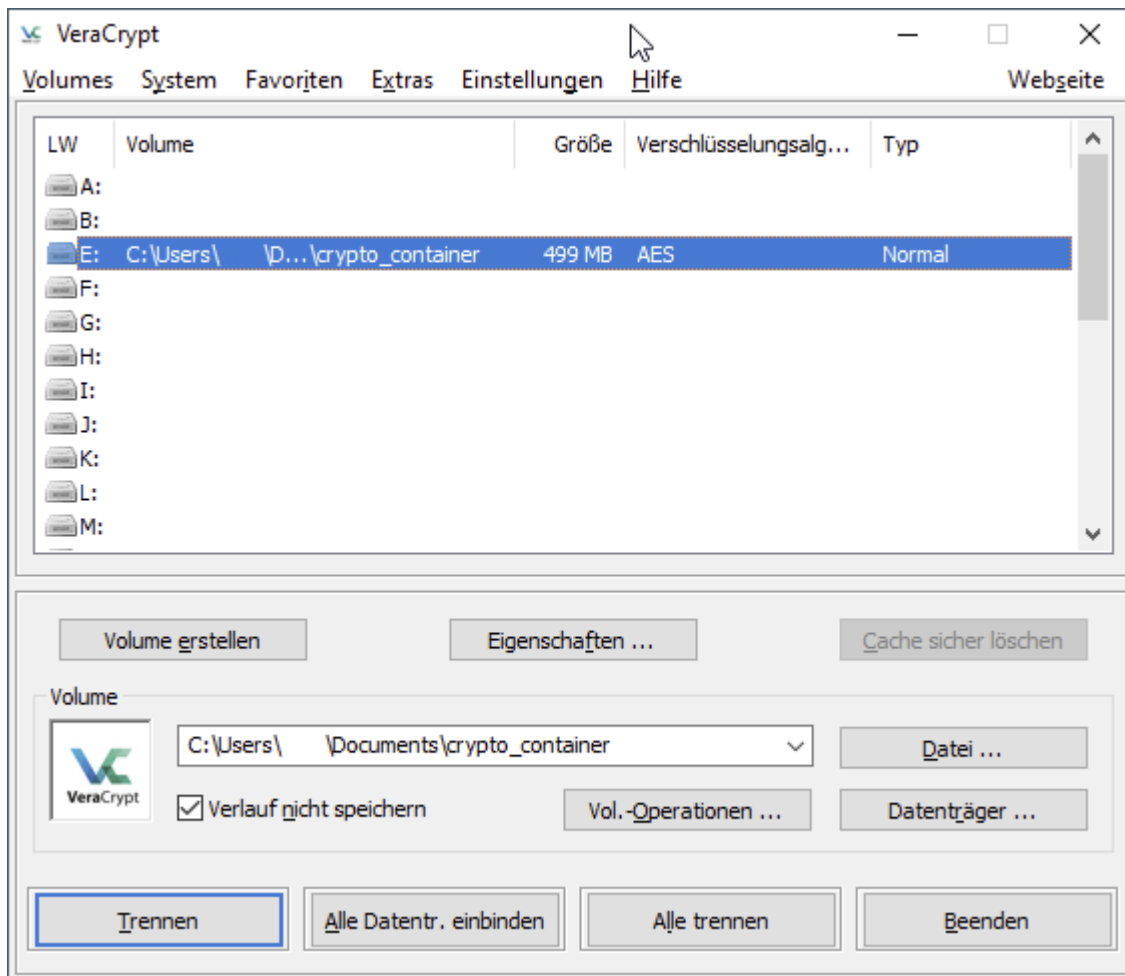 VeraCrypt
Volumes System Favoriten Extras Einstellungen Hilfe Webseite
LW Volume Größe Verschlüsselungsalg... Typ
A:
B:
E: C:\Users\ \D...\crypto_container 499 MB AES Normal
F:
G:
H:
I:
J:
K:
L:
M:
Volume erstellen Eigenschaften ... Cache sicher löschen
Volume
C:\Users\ \Documents\crypto_container Datei ...
VeraCrypt
Verlauf nicht speichern Vol.-Operationen ... Datenträger ...
Trennen Alle Datentr. einbinden Alle trennen Beenden